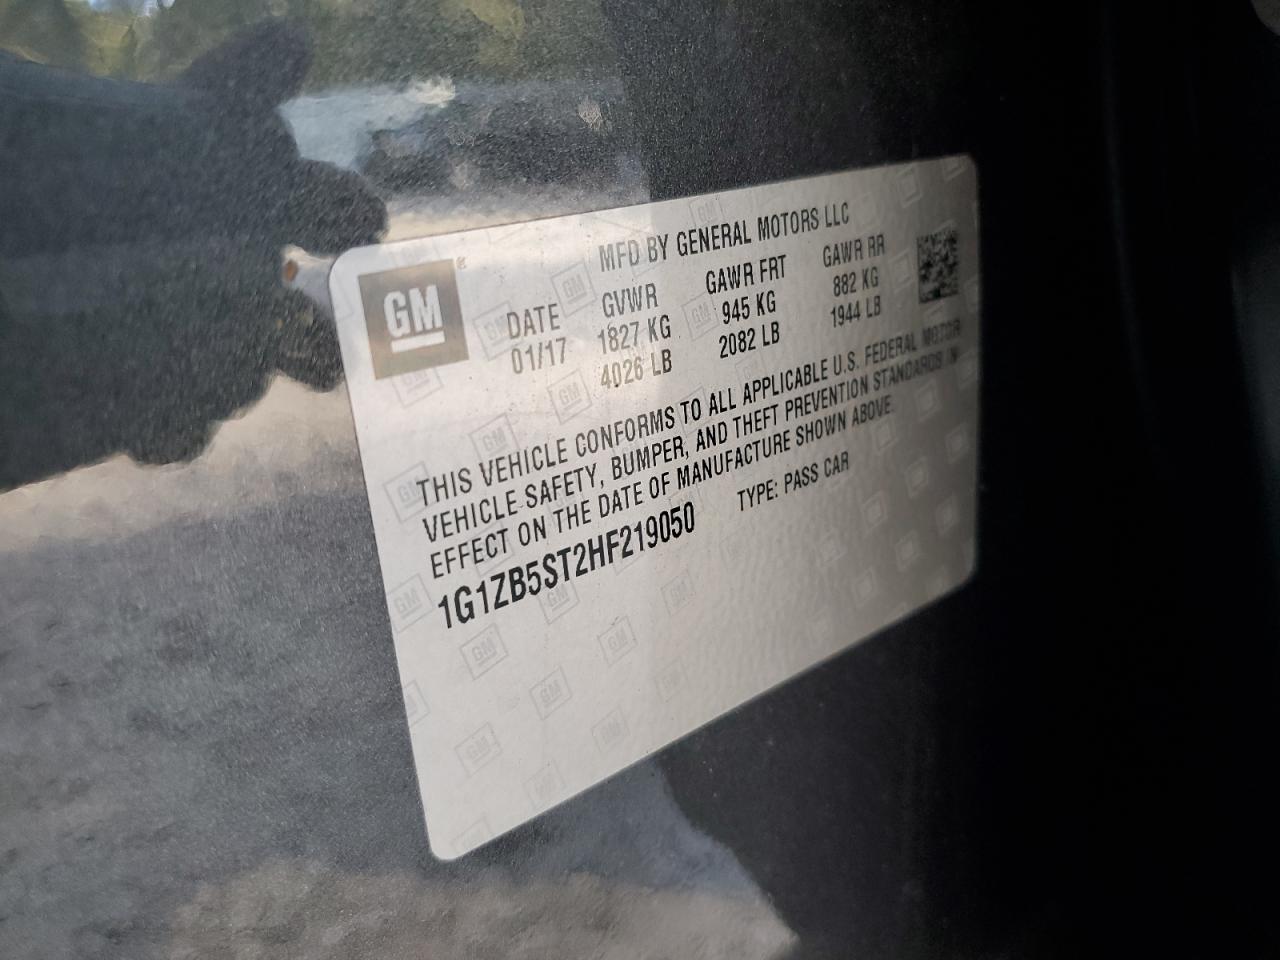 GM®
MFD BY GENERAL MOTORS LLC
DATE GVWR GAWR FRT GAWR RR
01/17 1827 KG 945 KG 882 KG
4026 LB 2082 LB 1944 LB
THIS VEHICLE CONFORMS TO ALL APPLICABLE U.S. FEDERAL MOTOR
VEHICLE SAFETY, BUMPER, AND THEFT PREVENTION STANDARDS IN
EFFECT ON THE DATE OF MANUFACTURE SHOWN ABOVE.
1G1ZB5ST2HF219050 TYPE: PASS CAR